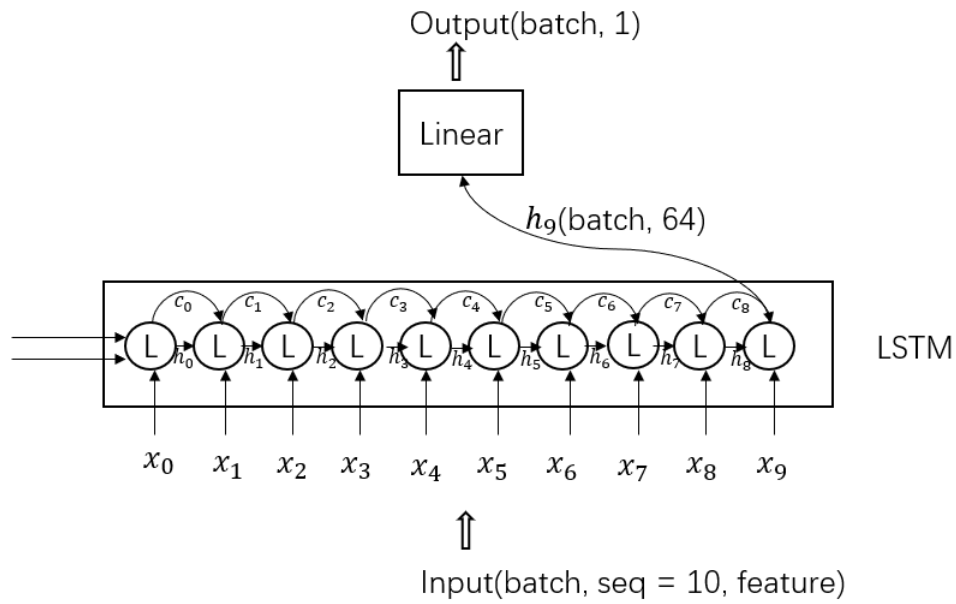 Output(batch, 1)
Linear
h₉(batch, 64)
c₀ c₁ c₂ c₃ c₄ c₅ c₆ c₇ c₈
L L L L L L L L L L
LSTM
h₀ h₁ h₂ h₃ h₄ h₅ h₆ h₇ h₈
x₀ x₁ x₂ x₃ x₄ x₅ x₆ x₇ x₈ x₉
Input(batch, seq = 10, feature)